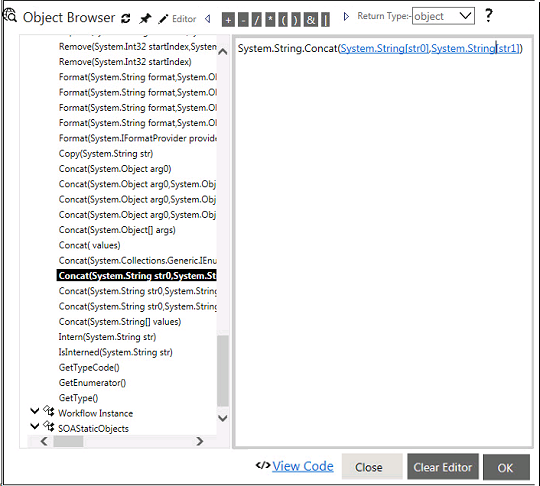 Object Browser Editor + - / * ( ) & | Return Type:- object ?
System.String.Concat(System.String[str0],System.String[str1])
Remove(System.Int32 startIndex,System
Remove(System.Int32 startIndex)
Format(System.String format,System.Ol
Format(System.String format,System.Ol
Format(System.String format,System.Ol
Format(System.String format,System.Ol
Format(System.IFormatProvider provide
Copy(System.String str)
Concat(System.Object arg0)
Concat(System.Object arg0,System.Obj
Concat(System.Object arg0,System.Obj
Concat(System.Object arg0,System.Obj
Concat(System.Object[] args)
Concat( values)
Concat(System.Collections.Generic.IEnu
Concat(System.String str0,System.St
Concat(System.String str0,System.String
Concat(System.String str0,System.String
Concat(System.String[] values)
Intern(System.String str)
IsInterned(System.String str)
GetTypeCode()
GetEnumerator()
GetType()
Workflow Instance
SOAStaticObjects
</> View Code Close Clear Editor OK